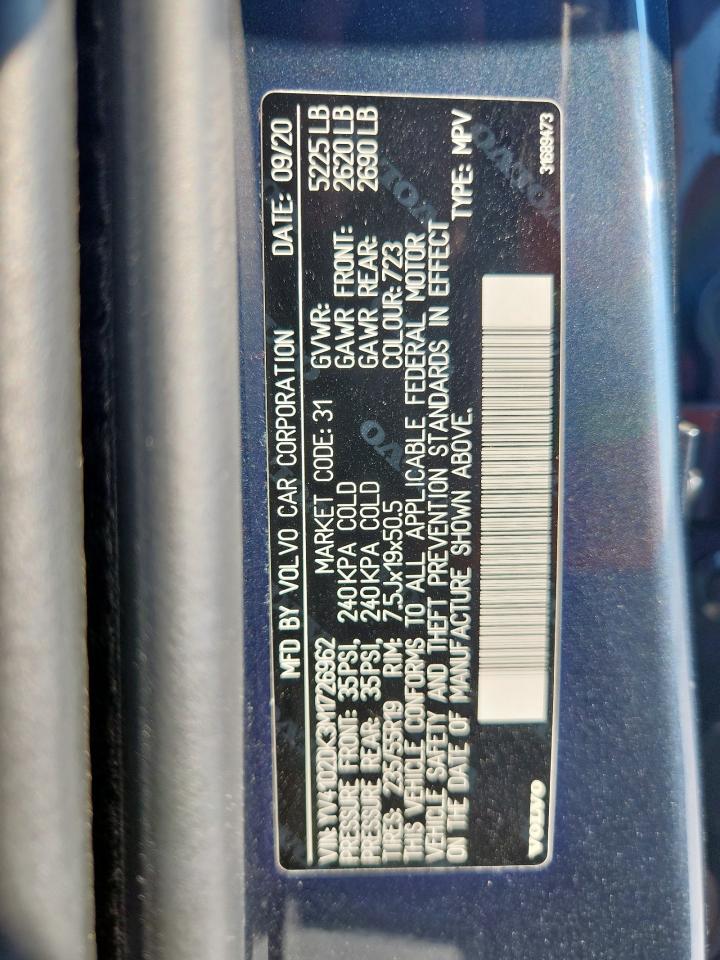 MFD BY VOLVO CAR CORPORATION DATE: 09/20
VIN: YV4102DK3M1726962 MARKET CODE: 31 GVWR: 5225 LB
PRESSURE FRONT: 35PSI, 240KPA COLD GAWR FRONT: 2620 LB
PRESSURE REAR: 35PSI, 240KPA COLD GAWR REAR: 2690 LB
TIRES: 235/55R19 RIM: 7.5Jx19x50.5 COLOUR: 723
THIS VEHICLE CONFORMS TO ALL APPLICABLE FEDERAL MOTOR
VEHICLE SAFETY AND THEFT PREVENTION STANDARDS IN EFFECT
ON THE DATE OF MANUFACTURE SHOWN ABOVE. TYPE: MPV
VOLVO 31689473